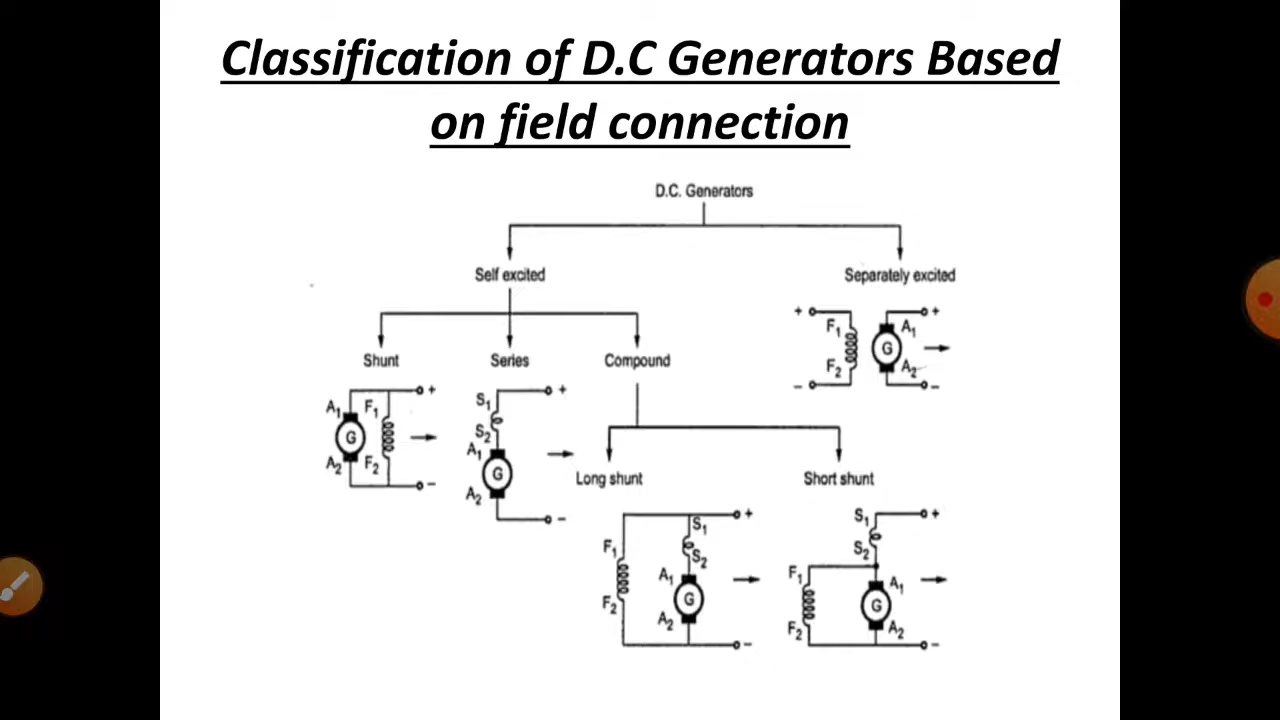 Classification of D.C Generators Based
on field connection
D.C. Generators
Self excited
Separately excited
+ F1 F2 −
G A1 A2 + −
Shunt
Series
Compound
A1 F1 +
G
A2 F2 −
S1 +
S2
A1
G
A2 −
Long shunt
Short shunt
S1 +
F1 S2
A1
F2 G
A2
−
S1 +
S2
F1 A1
G
F2 A2
−